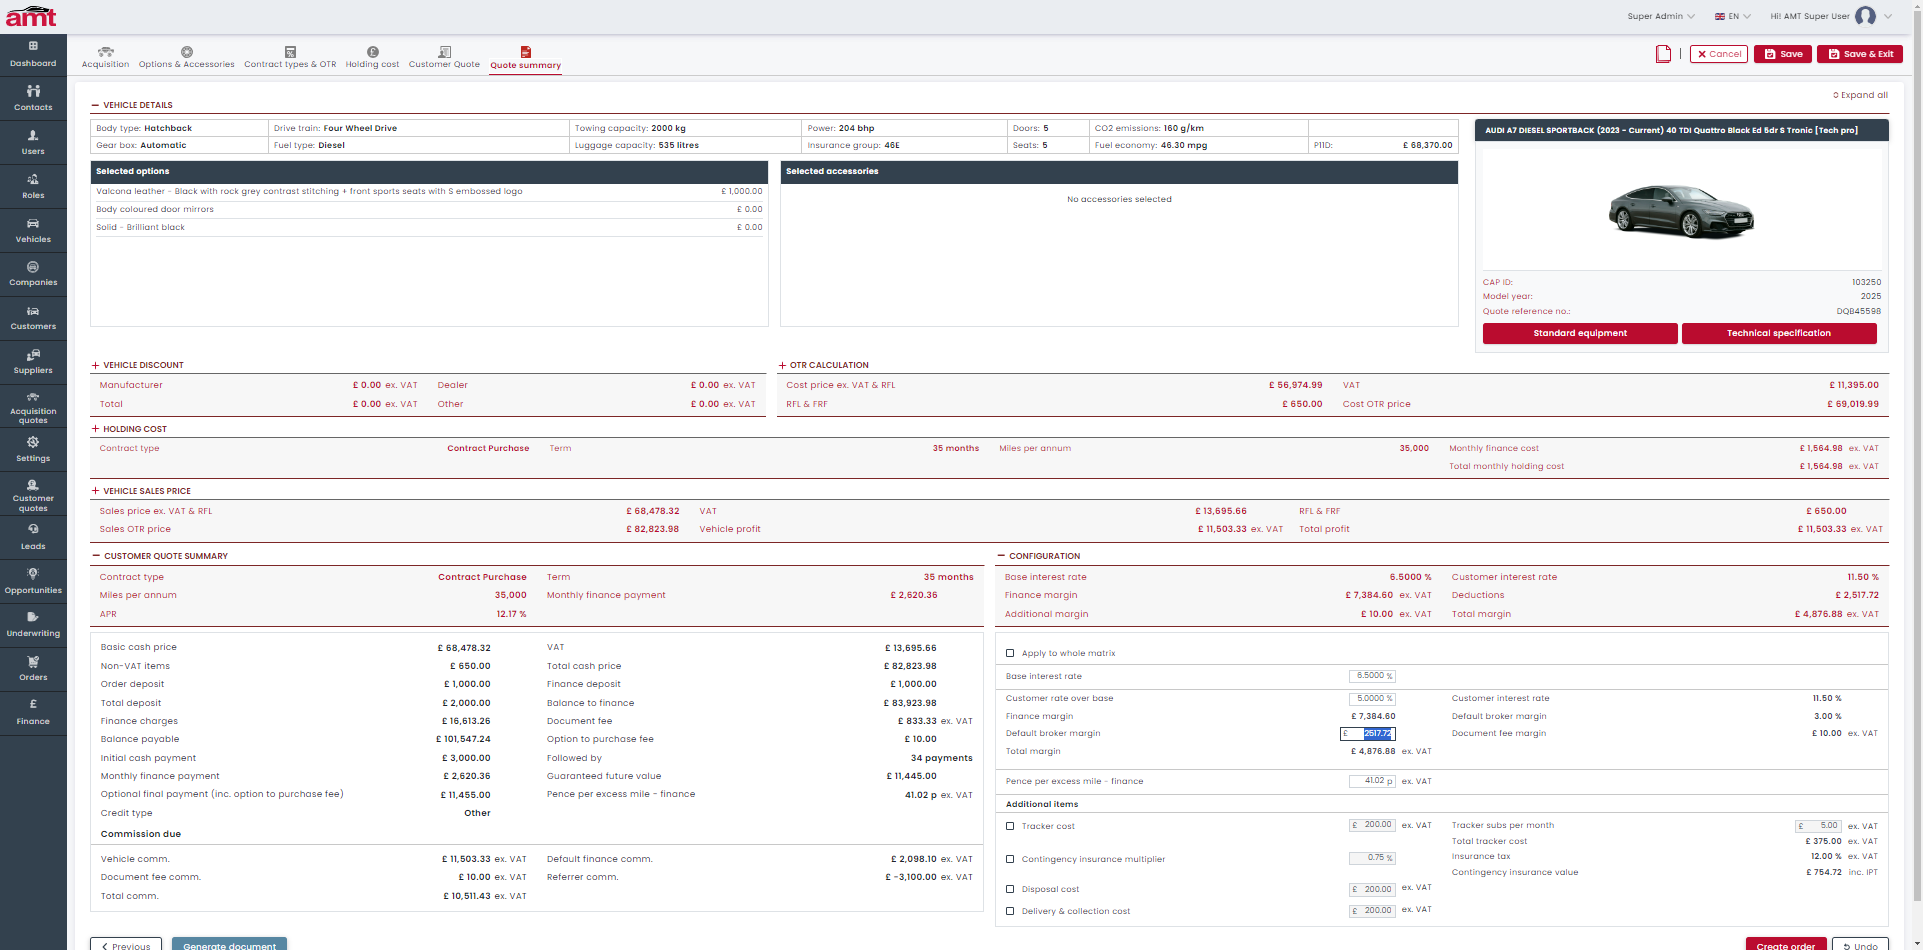 amt
Super Admin
EN
Hi! AMT Super User
Dashboard
Contacts
Users
Roles
Vehicles
Companies
Customers
Suppliers
Acquisition
quotes
Settings
Customer
quotes
Leads
Opportunities
Underwriting
Orders
Finance
Acquisition
Options & Accessories
Contract types & OTR
Holding cost
Customer Quote
Quote summary
Cancel
Save
Save & Exit
Expand all
VEHICLE DETAILS
Body type: Hatchback Drive train: Four Wheel Drive Towing capacity: 2000 kg Power: 204 bhp Doors: 5 CO2 emissions: 160 g/km
Gear box: Automatic Fuel type: Diesel Luggage capacity: 535 litres Insurance group: 46E Seats: 5 Fuel economy: 46.30 mpg P11D: £ 68,370.00
Selected options
Valcona leather - Black with rock grey contrast stitching + front sports seats with S embossed logo £ 1,000.00
Body coloured door mirrors £ 0.00
Solid - Brilliant black £ 0.00
Selected accessories
No accessories selected
AUDI A7 DIESEL SPORTBACK (2023 - Current) 40 TDI Quattro Black Ed 5dr S Tronic [Tech pro]
CAP ID: 103250
Model year: 2025
Quote reference no.: DQB45598
Standard equipment
Technical specification
VEHICLE DISCOUNT
Manufacturer £ 0.00 ex. VAT Dealer £ 0.00 ex. VAT
Total £ 0.00 ex. VAT Other £ 0.00 ex. VAT
OTR CALCULATION
Cost price ex. VAT & RFL £ 56,974.99 VAT £ 11,395.00
RFL & FRF £ 650.00 Cost OTR price £ 69,019.99
HOLDING COST
Contract type Contract Purchase Term 35 months Miles per annum 35,000 Monthly finance cost £ 1,564.98 ex. VAT
Total monthly holding cost £ 1,564.98 ex. VAT
VEHICLE SALES PRICE
Sales price ex. VAT & RFL £ 68,478.32 VAT £ 13,695.66 RFL & FRF £ 650.00
Sales OTR price £ 82,823.98 Vehicle profit £ 11,503.33 ex. VAT Total profit £ 11,503.33 ex. VAT
CUSTOMER QUOTE SUMMARY
Contract type Contract Purchase Term 35 months
Miles per annum 35,000 Monthly finance payment £ 2,620.36
APR 12.17 %
Basic cash price £ 68,478.32 VAT £ 13,695.66
Non-VAT items £ 650.00 Total cash price £ 82,823.98
Order deposit £ 1,000.00 Finance deposit £ 1,000.00
Total deposit £ 2,000.00 Balance to finance £ 83,923.98
Finance charges £ 16,613.26 Document fee £ 833.33 ex. VAT
Balance payable £ 101,547.24 Option to purchase fee £ 10.00
Initial cash payment £ 3,000.00 Followed by 34 payments
Monthly finance payment £ 2,620.36 Guaranteed future value £ 11,445.00
Optional final payment (inc. option to purchase fee) £ 11,455.00 Pence per excess mile - finance 41.02 p ex. VAT
Credit type Other
Commission due
Vehicle comm. £ 11,503.33 ex. VAT Default finance comm. £ 2,098.10 ex. VAT
Document fee comm. £ 10.00 ex. VAT Referrer comm. £ -3,100.00 ex. VAT
Total comm. £ 10,511.43 ex. VAT
CONFIGURATION
Base interest rate 6.5000 % Customer interest rate 11.50 %
Finance margin £ 7,384.60 ex. VAT Deductions £ 2,517.72
Additional margin £ 10.00 ex. VAT Total margin £ 4,876.88 ex. VAT
Apply to whole matrix
Base interest rate 6.5000 %
Customer rate over base 5.0000 % Customer interest rate 11.50 %
Finance margin £ 7,384.60 Default broker margin 3.00 %
Default broker margin £ 2517.72 Document fee margin £ 10.00 ex. VAT
Total margin £ 4,876.88 ex. VAT
Pence per excess mile - finance 41.02 p ex. VAT
Additional items
Tracker cost £ 200.00 ex. VAT Tracker subs per month £ 5.00 ex. VAT
Total tracker cost £ 375.00 ex. VAT
Insurance tax 12.00 % ex. VAT
Contingency insurance multiplier 0.75 %
Contingency insurance value £ 754.72 inc. IPT
Disposal cost £ 200.00 ex. VAT
Delivery & collection cost £ 200.00 ex. VAT
Previous
Generate document
Create order
Undo